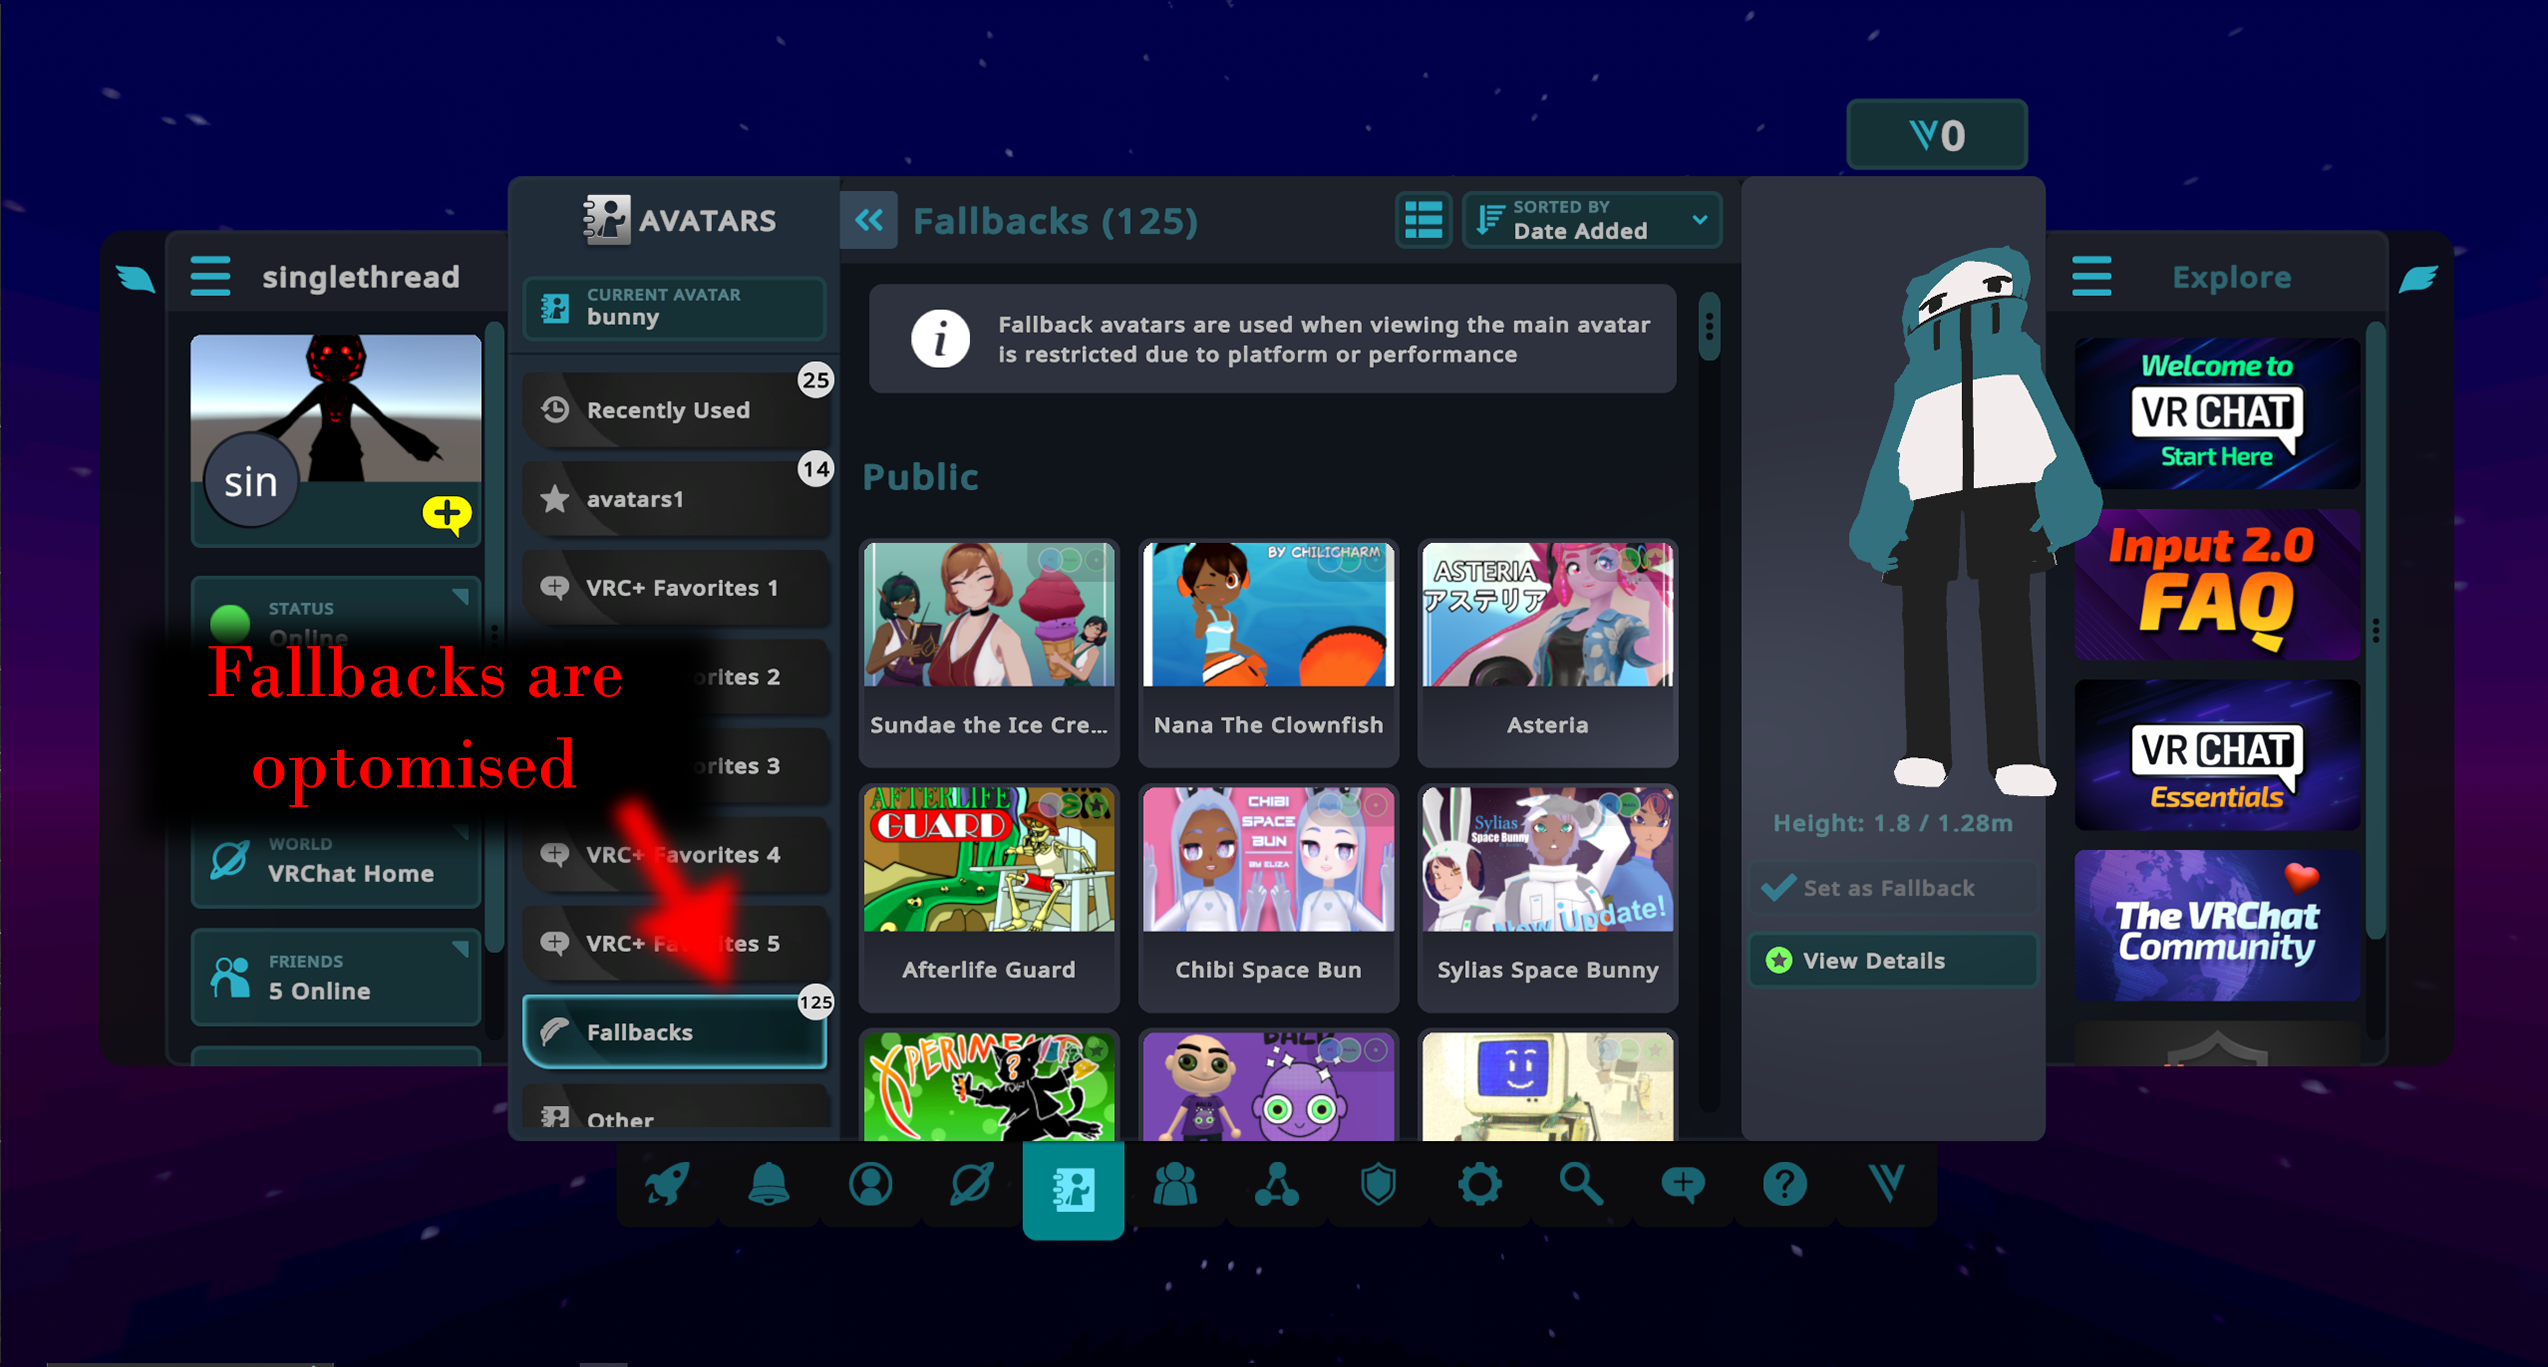 0
AVATARS
Fallbacks (125)
SORTED BY
Date Added
singlethread
Explore
CURRENT AVATAR
bunny
sin
STATUS
Online
WORLD
VRChat Home
FRIENDS
5 Online
25
Recently Used
14
avatars1
VRC+ Favorites 1
orites 2
orites 3
VRC+ Favorites 4
VRC+ Favorites 5
125
Fallbacks
Other
Fallbacks are
optomised
Fallback avatars are used when viewing the main avatar
is restricted due to platform or performance
Public
BY CHILICHARM
ASTERIA
アステリア
Sundae the Ice Cre...
Nana The Clownfish
Asteria
AFTERLIFE
GUARD
CHIBI
SPACE
BUN
BY ELIZA
Sylias
Space Bunny
Now Update!
Afterlife Guard
Chibi Space Bun
Sylias Space Bunny
XPERIMENT
?
BALD
Height: 1.8 / 1.28m
Set as Fallback
View Details
Welcome to
VR CHAT
Start Here
Input 2.0
FAQ
VR CHAT
Essentials
The VRChat
Community